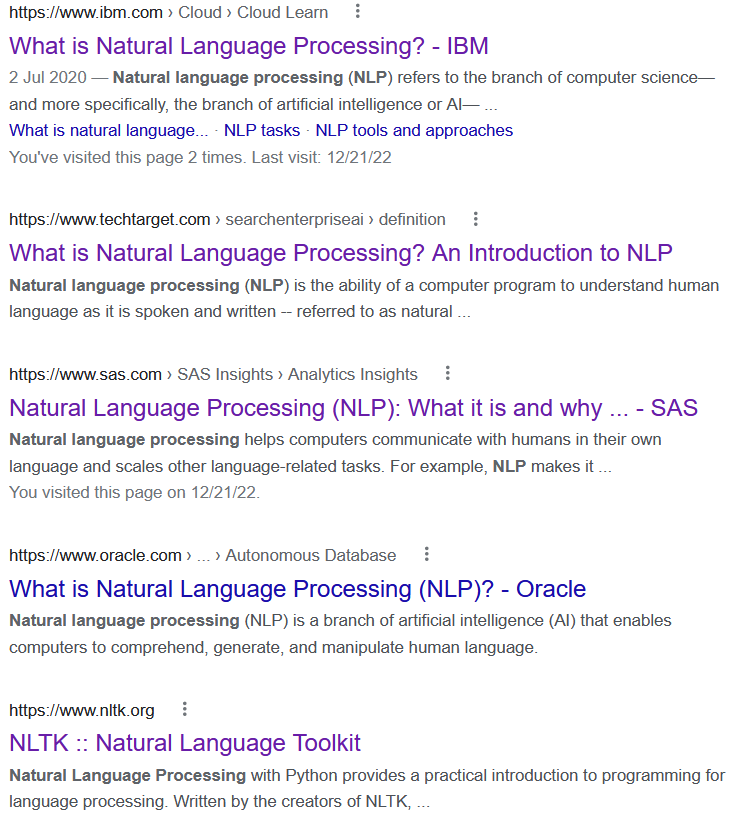 https://www.ibm.com › Cloud › Cloud Learn
What is Natural Language Processing? - IBM
2 Jul 2020 — Natural language processing (NLP) refers to the branch of computer science—
and more specifically, the branch of artificial intelligence or AI— ...
What is natural language... · NLP tasks · NLP tools and approaches
You've visited this page 2 times. Last visit: 12/21/22
https://www.techtarget.com › searchenterpriseai › definition
What is Natural Language Processing? An Introduction to NLP
Natural language processing (NLP) is the ability of a computer program to understand human
language as it is spoken and written -- referred to as natural ...
https://www.sas.com › SAS Insights › Analytics Insights
Natural Language Processing (NLP): What it is and why ... - SAS
Natural language processing helps computers communicate with humans in their own
language and scales other language-related tasks. For example, NLP makes it ...
You visited this page on 12/21/22.
https://www.oracle.com › ... › Autonomous Database
What is Natural Language Processing (NLP)? - Oracle
Natural language processing (NLP) is a branch of artificial intelligence (AI) that enables
computers to comprehend, generate, and manipulate human language.
https://www.nltk.org
NLTK :: Natural Language Toolkit
Natural Language Processing with Python provides a practical introduction to programming for
language processing. Written by the creators of NLTK, ...